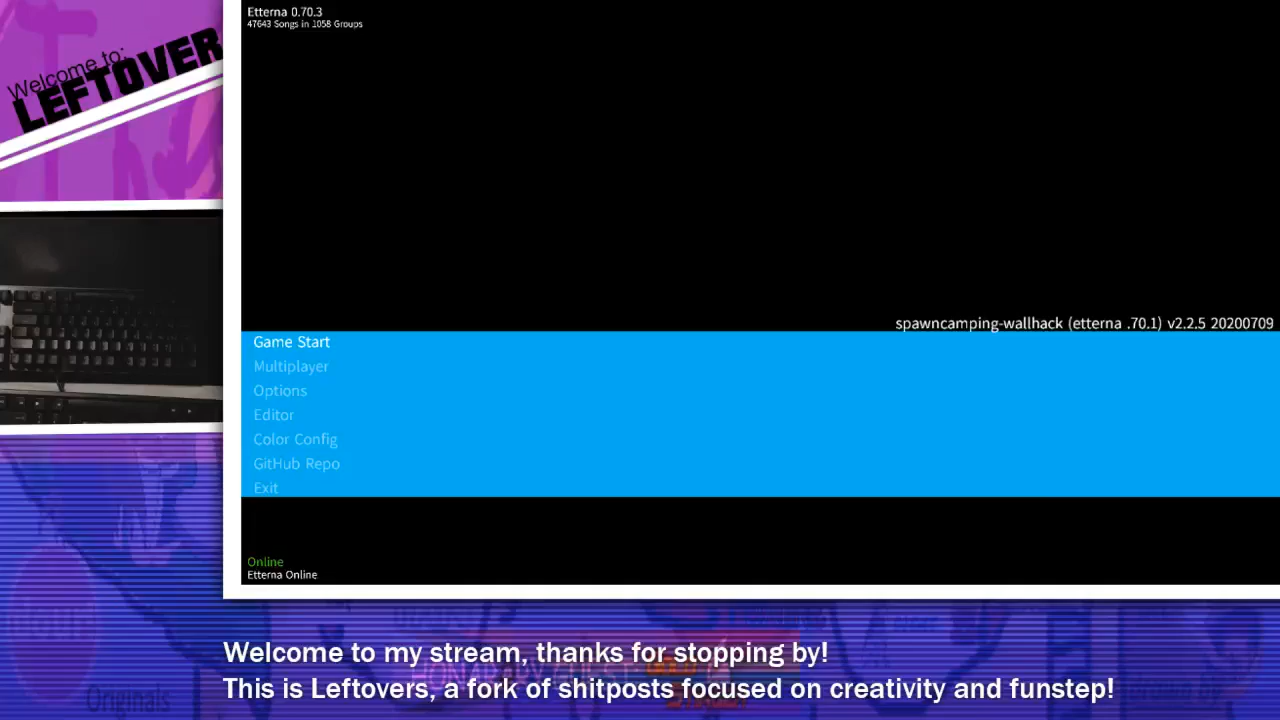 Welcome to:
LEFTOVER
Etterna 0.70.3
47643 Songs in 1058 Groups
spawncamping-wallhack (etterna .70.1) v2.2.5 20200709
Game Start
Multiplayer
Options
Editor
Color Config
GitHub Repo
Exit
Online
Etterna Online
Welcome to my stream, thanks for stopping by!
This is Leftovers, a fork of shitposts focused on creativity and funstep!
Originals